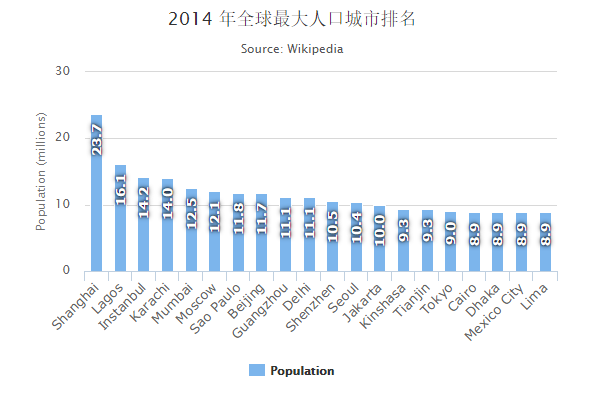 2014 年全球最大人口城市排名
Source: Wikipedia
Population (millions)
30
20
10
0
23.7
16.1
14.2
14.0
12.5
12.1
11.8
11.7
11.1
11.1
10.5
10.4
10.0
9.3
9.3
9.0
8.9
8.9
8.9
8.9
Shanghai
Lagos
Instanbul
Karachi
Mumbai
Moscow
Sao Paulo
Beijing
Guangzhou
Delhi
Shenzhen
Seoul
Jakarta
Kinshasa
Tianjin
Tokyo
Cairo
Dhaka
Mexico City
Lima
Population